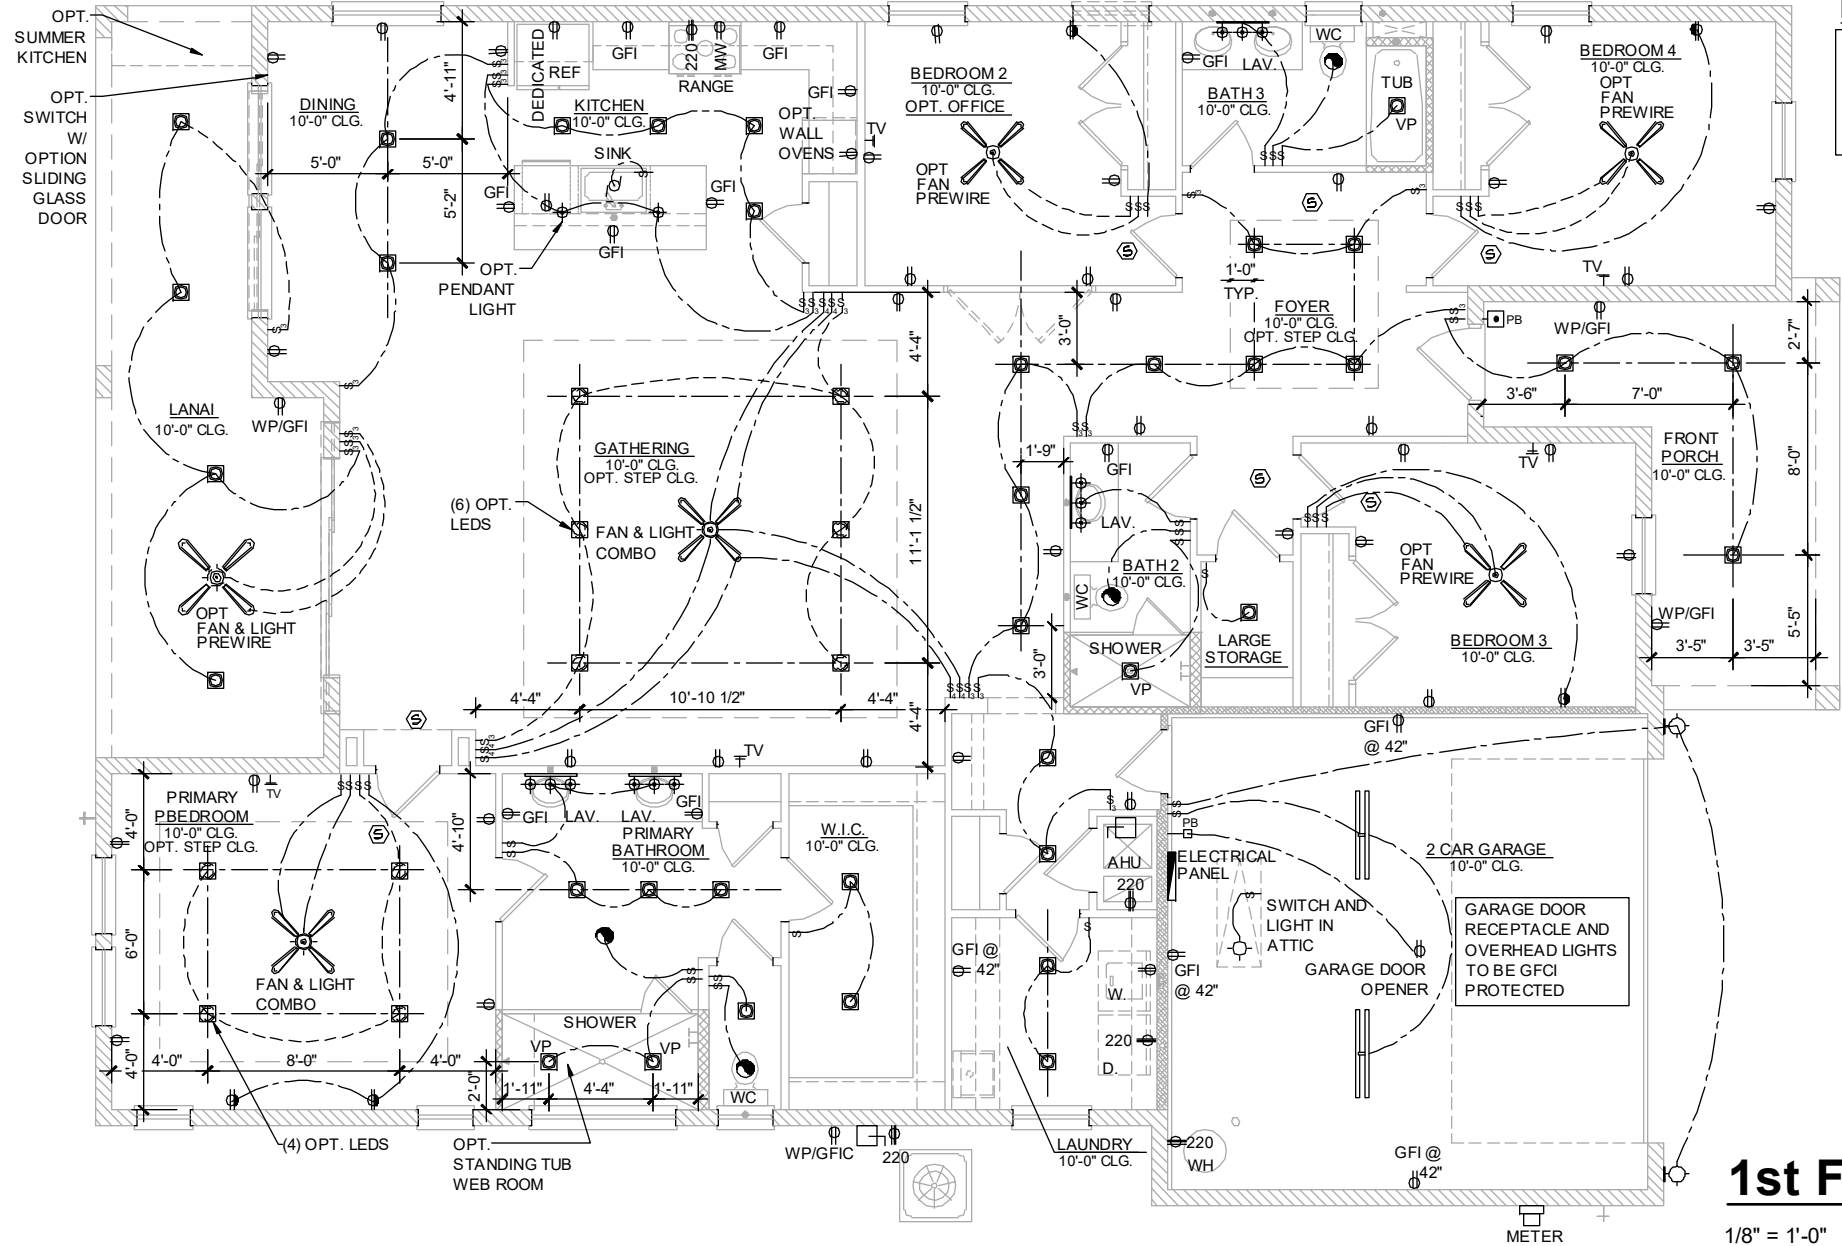 OPT.
SUMMER
KITCHEN
OPT.
SWITCH
W/
OPTION
SLIDING
GLASS
DOOR
DINING
10'-0" CLG.
5'-0"
5'-0"
4'-11"
5'-2"
DEDICATED
REF
GFI
220
MW
GFI
RANGE
KITCHEN
10'-0" CLG.
SINK
GFI
GFI
GFI
GFI
OPT.
WALL
OVENS
TV
OPT.
PENDANT
LIGHT
BEDROOM 2
10'-0" CLG.
OPT. OFFICE
OPT
FAN
PREWIRE
GFI
LAV.
WC
BATH 3
10'-0" CLG.
TUB
VP
SSS
BEDROOM 4
10'-0" CLG.
OPT
FAN
PREWIRE
TV
1'-0"
TYP.
FOYER
10'-0" CLG.
OPT. STEP CLG.
3'-0"
PB
WP/GFI
2'-7"
3'-6"
7'-0"
FRONT
PORCH
10'-0" CLG.
8'-0"
5'-5"
WP/GFI
3'-5"
3'-5"
LANAI
10'-0" CLG.
WP/GFI
OPT
FAN & LIGHT
PREWIRE
GATHERING
10'-0" CLG.
OPT. STEP CLG.
(6) OPT.
LEDS
FAN & LIGHT
COMBO
4'-4"
11'-1 1/2"
4'-4"
4'-4"
10'-10 1/2"
4'-4"
1'-9"
GFI
LAV.
BATH 2
10'-0" CLG.
WC
SHOWER
VP
3'-0"
LARGE
STORAGE
OPT
FAN
PREWIRE
BEDROOM 3
10'-0" CLG.
TV
TV
TV
PRIMARY
PBEDROOM
10'-0" CLG.
OPT. STEP CLG.
4'-0"
6'-0"
4'-0"
FAN & LIGHT
COMBO
4'-0"
8'-0"
4'-0"
(4) OPT. LEDS
4'-10"
GFI
LAV.
LAV.
GFI
PRIMARY
BATHROOM
10'-0" CLG.
SHOWER
VP
VP
2'-0"
1'-11"
4'-4"
1'-11"
WC
OPT.
STANDING TUB
WEB ROOM
W.I.C.
10'-0" CLG.
WP/GFIC
220
AHU
220
GFI @
42"
W.
220
D.
LAUNDRY
10'-0" CLG.
GFI
@ 42"
PB
ELECTRICAL
PANEL
2 CAR GARAGE
10'-0" CLG.
SWITCH AND
LIGHT IN
ATTIC
GARAGE DOOR
OPENER
GARAGE DOOR
RECEPTACLE AND
OVERHEAD LIGHTS
TO BE GFCI
PROTECTED
GFI
@ 42"
220
WH
GFI @
42"
METER
1st F
1/8" = 1'-0"